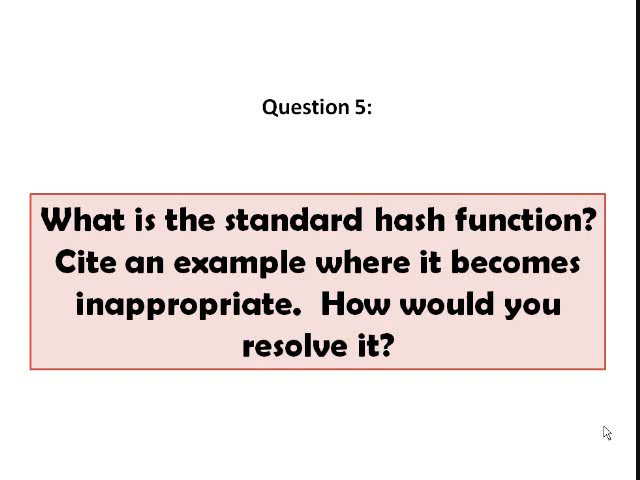 Question 5:
What is the standard hash function?
Cite an example where it becomes
inappropriate.  How would you
resolve it?